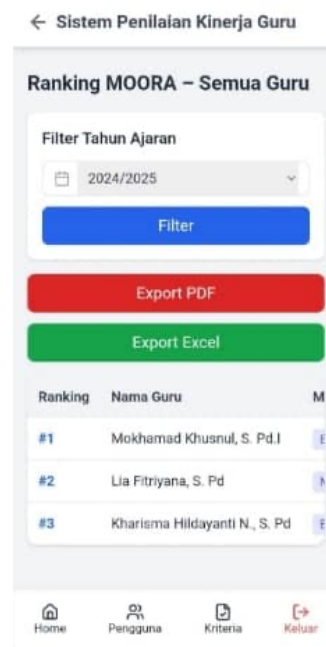 ← Sistem Penilaian Kinerja Guru
Ranking MOORA – Semua Guru
Filter Tahun Ajaran
2024/2025
Filter
Export PDF
Export Excel
Ranking Nama Guru M
#1 Mokhamad Khusnul, S. Pd.I
#2 Lia Fitriyana, S. Pd
#3 Kharisma Hildayanti N., S. Pd
Home Pengguna Kriteria Keluar